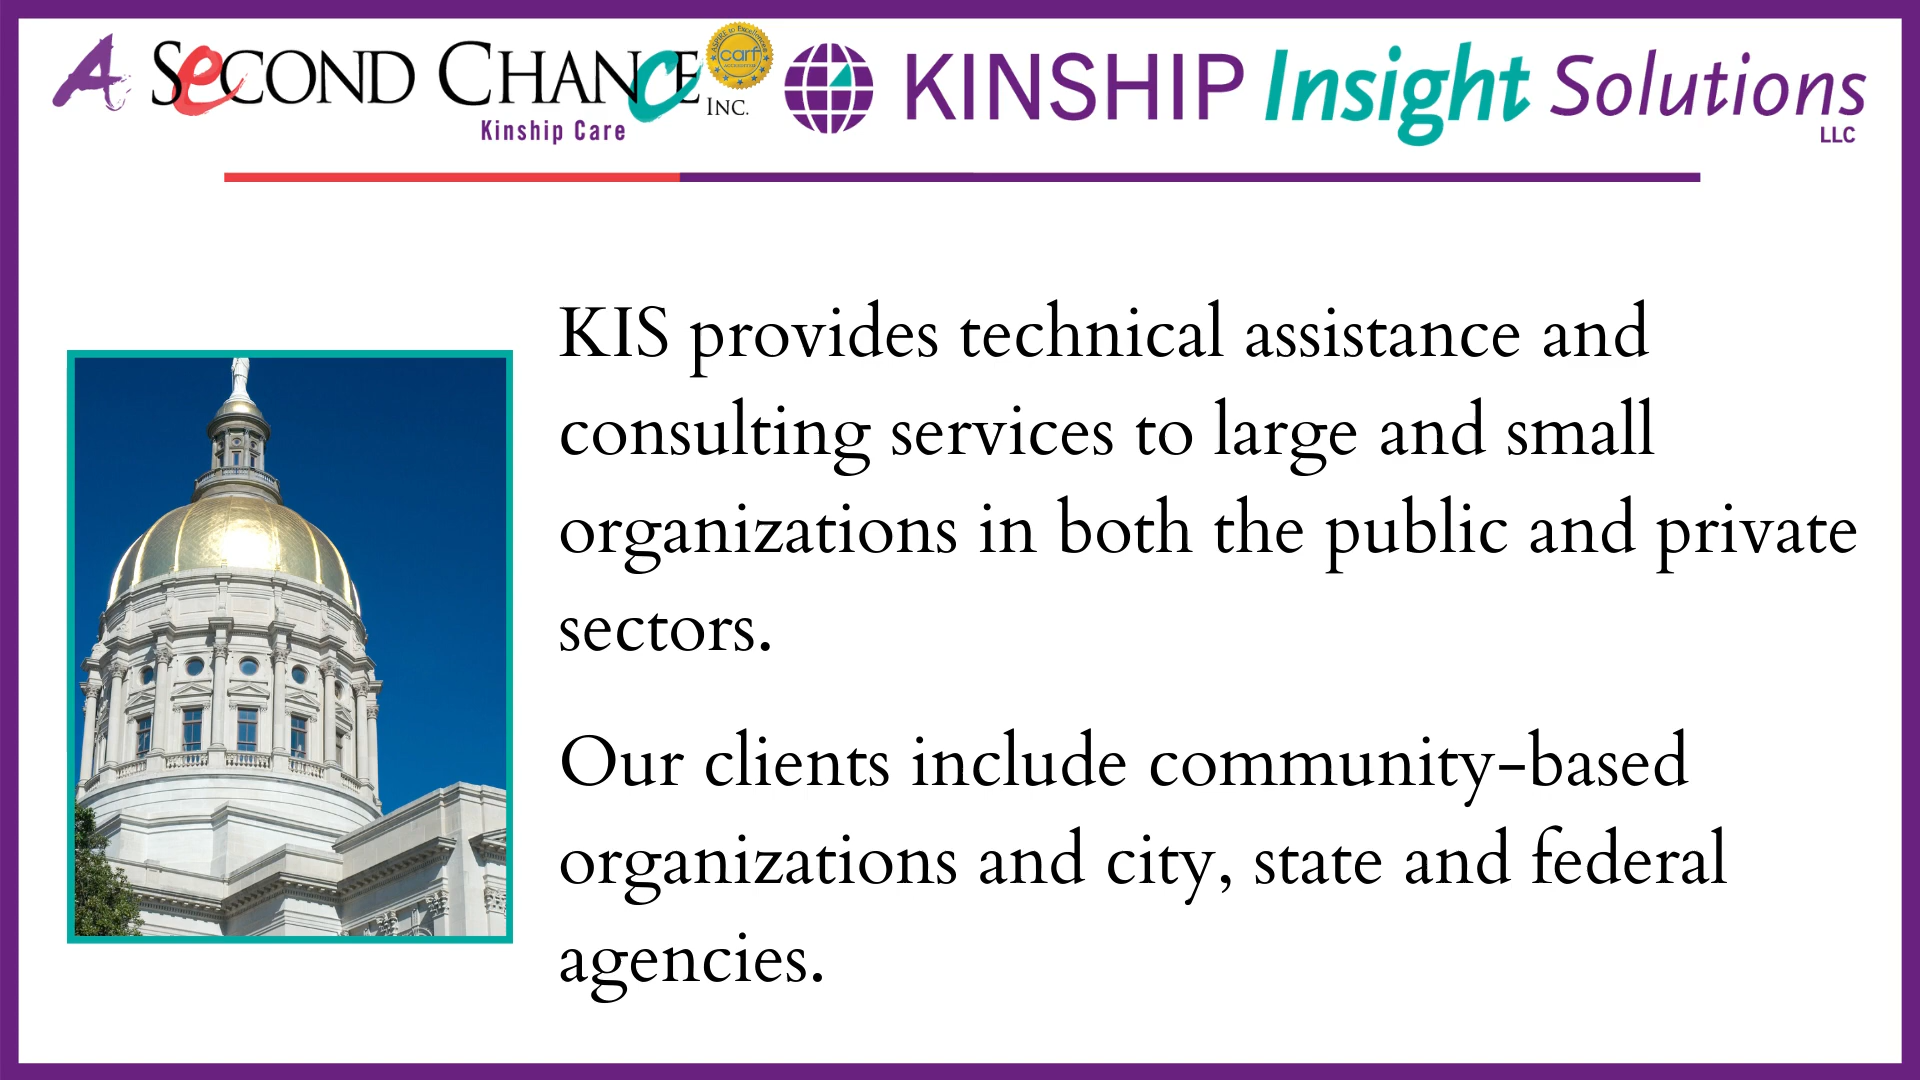 A SeCOND CHANCE INC.
Kinship Care
carf
KINSHIP Insight Solutions
LLC
KIS provides technical assistance and
consulting services to large and small
organizations in both the public and private
sectors.
Our clients include community-based
organizations and city, state and federal
agencies.